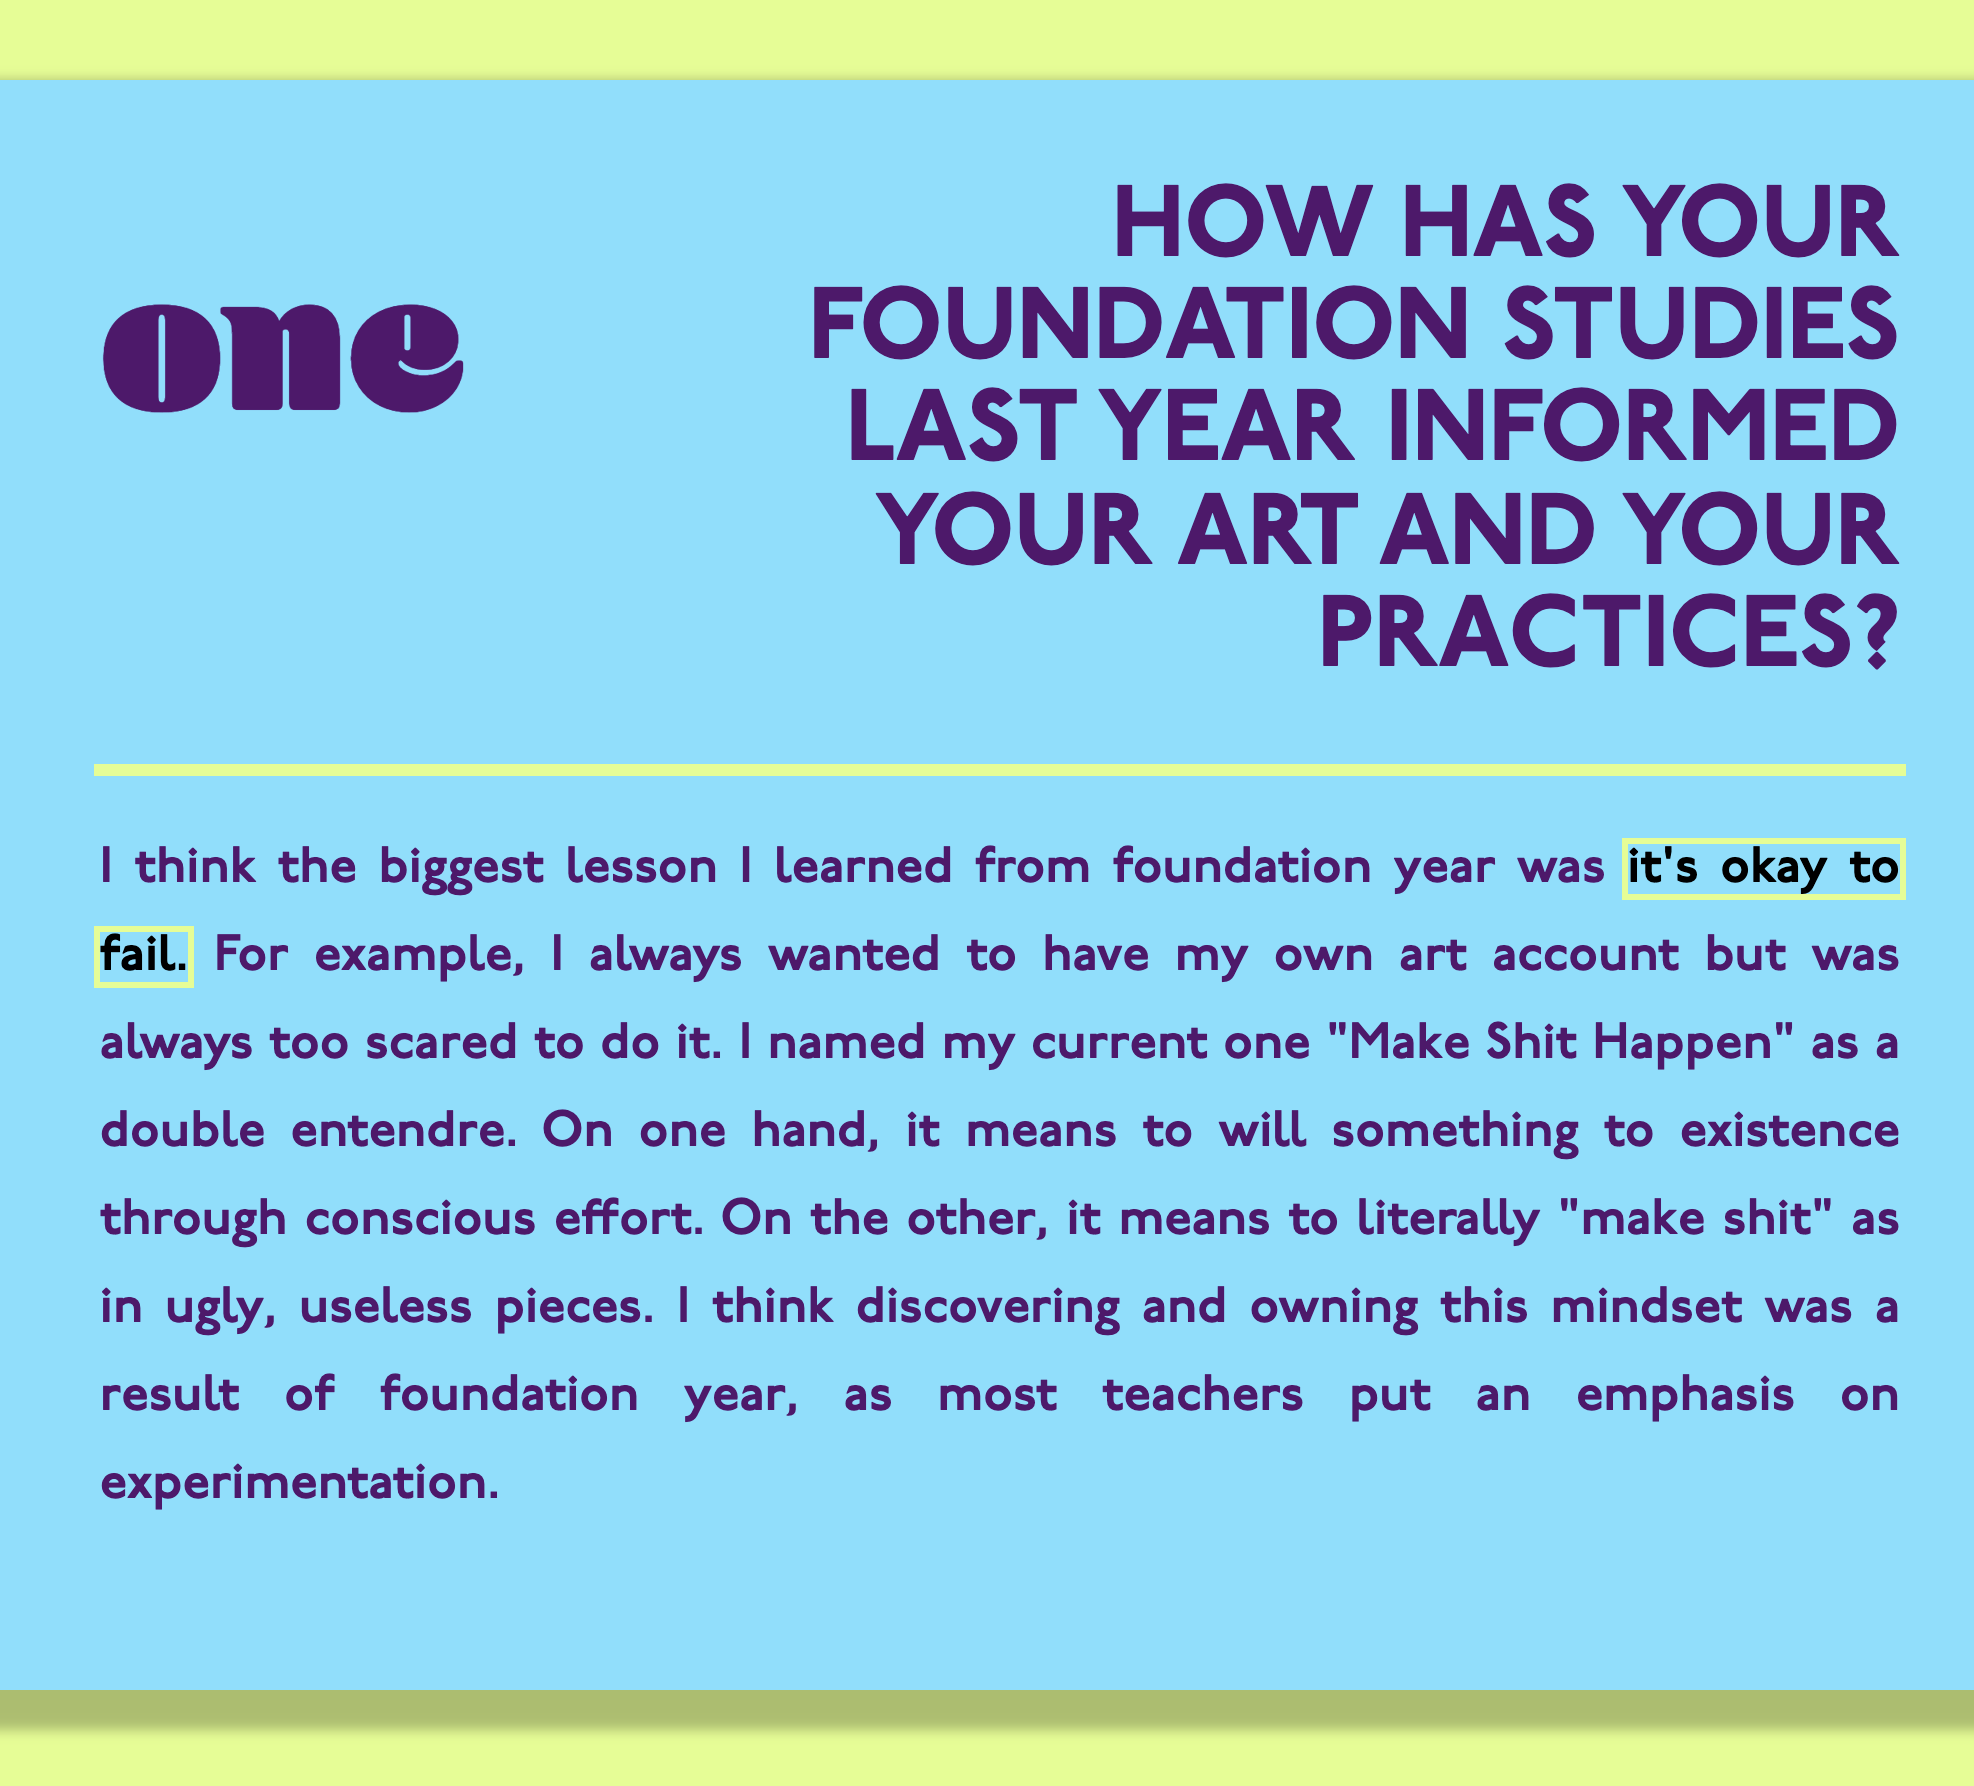 one
HOW HAS YOUR
FOUNDATION STUDIES
LAST YEAR INFORMED
YOUR ART AND YOUR
PRACTICES?
I think the biggest lesson I learned from foundation year was it's okay to
fail. For example, I always wanted to have my own art account but was
always too scared to do it. I named my current one "Make Shit Happen" as a
double entendre. On one hand, it means to will something to existence
through conscious effort. On the other, it means to literally "make shit" as
in ugly, useless pieces. I think discovering and owning this mindset was a
result of foundation year, as most teachers put an emphasis on
experimentation.